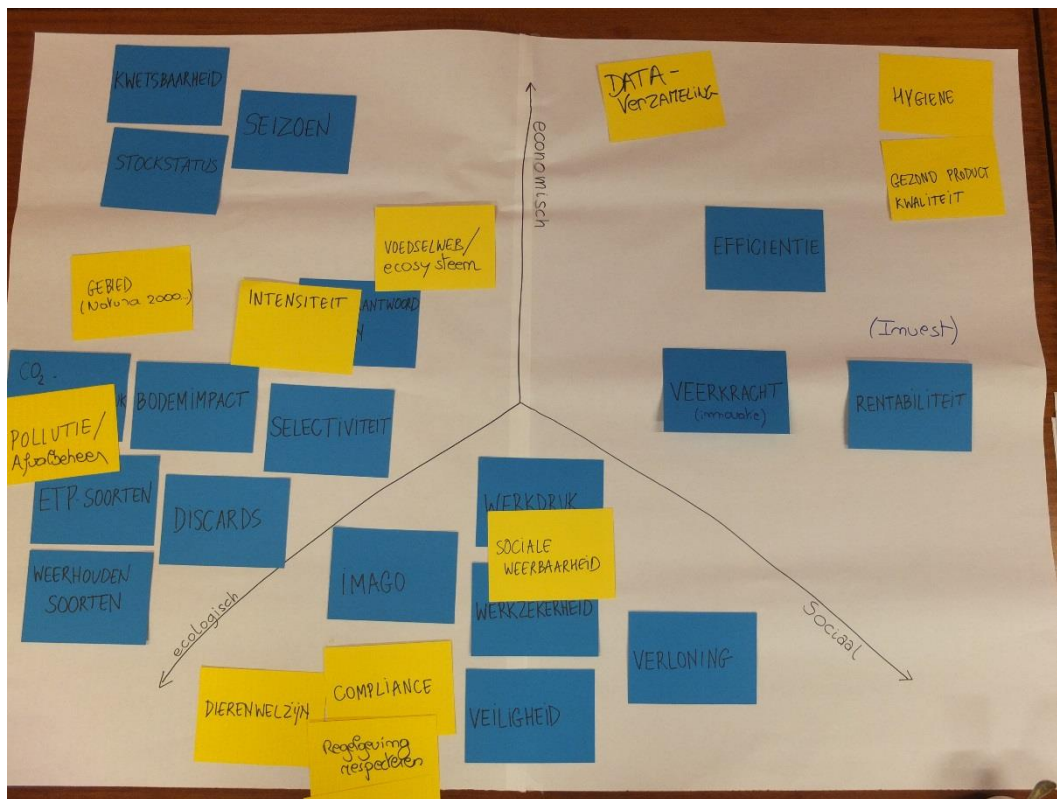 KWETSBAARHEID
SEIZOEN
STOCKSTATUS
economisch
DATA-
VERZAMELING
HYGIENE
GEZOND PRODUCT
KWALITEIT
VOEDSELWEB/
ecosysteem
EFFICIENTIE
GEBIED
(Natura 2000..)
INTENSITEIT
ANTWOORD
(Invest)
VEERKRACHT
(innovatie)
RENTABILITEIT
CO2
BODEMIMPACT
SELECTIVITEIT
POLLUTIE/
Afvalbeheer
ETP-SOORTEN
DISCARDS
WEERHOUDEN
SOORTEN
ecologisch
IMAGO
WERKDRUK
SOCIALE
WEERBAARHEID
WERKZEKERHEID
Sociaal
VERLONING
DIERENWELZIJN
COMPLIANCE
Regelgeving
respecteren
VEILIGHEID